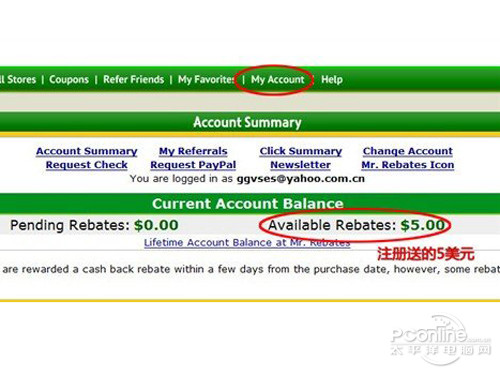 ll Stores | Coupons | Refer Friends | My Favorites | My Account | Help
Account Summary
Account Summary My Referrals Click Summary Change Account
Request Check Request PayPal Newsletter Mr. Rebates Icon
You are logged in as ggvses@yahoo.com.cn
Current Account Balance
Pending Rebates: $0.00 Available Rebates: $5.00
Lifetime Account Balance at Mr. Rebates
注册送的5美元
are rewarded a cash back rebate within a few days from the purchase date, however, some rebat
PConline.com.cn
太平洋电脑网